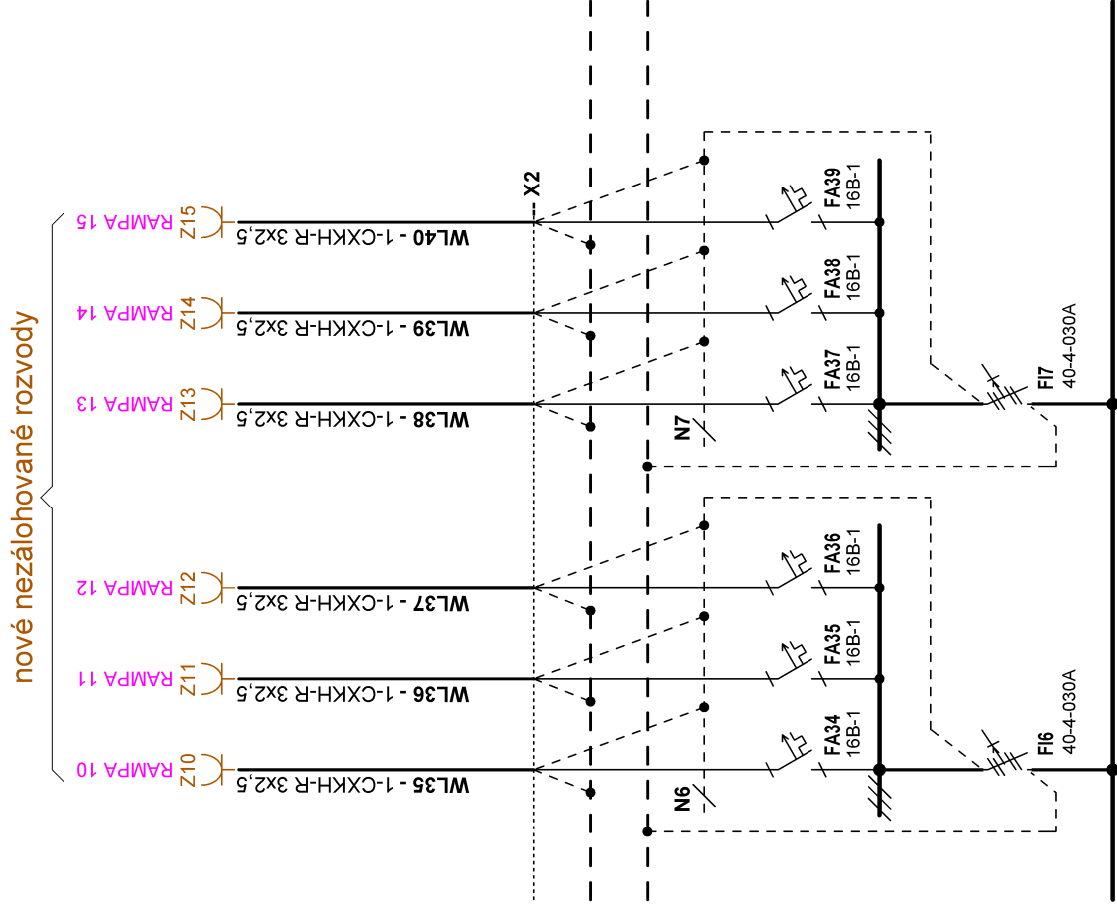 nové nezálohované rozvody
RAMPA 15
Z15
WL40 - 1-CXKH-R 3x2,5
X2
FA39
16B-1
RAMPA 14
Z14
WL39 - 1-CXKH-R 3x2,5
FA38
16B-1
RAMPA 13
Z13
WL38 - 1-CXKH-R 3x2,5
N7
FA37
16B-1
FI7
40-4-030A
RAMPA 12
Z12
WL37 - 1-CXKH-R 3x2,5
FA36
16B-1
RAMPA 11
Z11
WL36 - 1-CXKH-R 3x2,5
FA35
16B-1
RAMPA 10
Z10
WL35 - 1-CXKH-R 3x2,5
N6
FA34
16B-1
FI6
40-4-030A